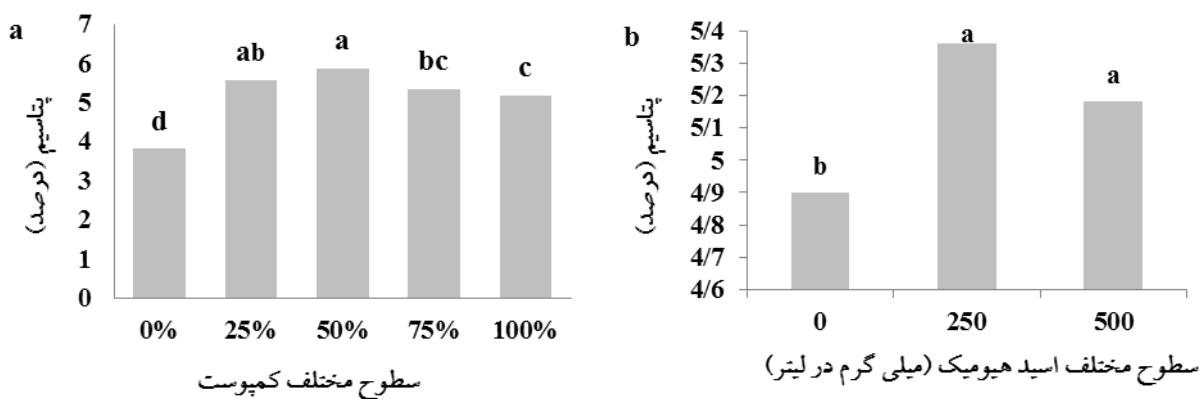 a
7
6
5
4
3
2
1
0
پتاسیم (درصد)
d
ab
a
bc
c
0% 25% 50% 75% 100%
سطوح مختلف کمپوست
b
5/4
5/3
5/2
5/1
5
4/9
4/8
4/7
4/6
پتاسیم (درصد)
b
a
a
0 250 500
سطوح مختلف اسید هیومیک (میلی گرم در لیتر)